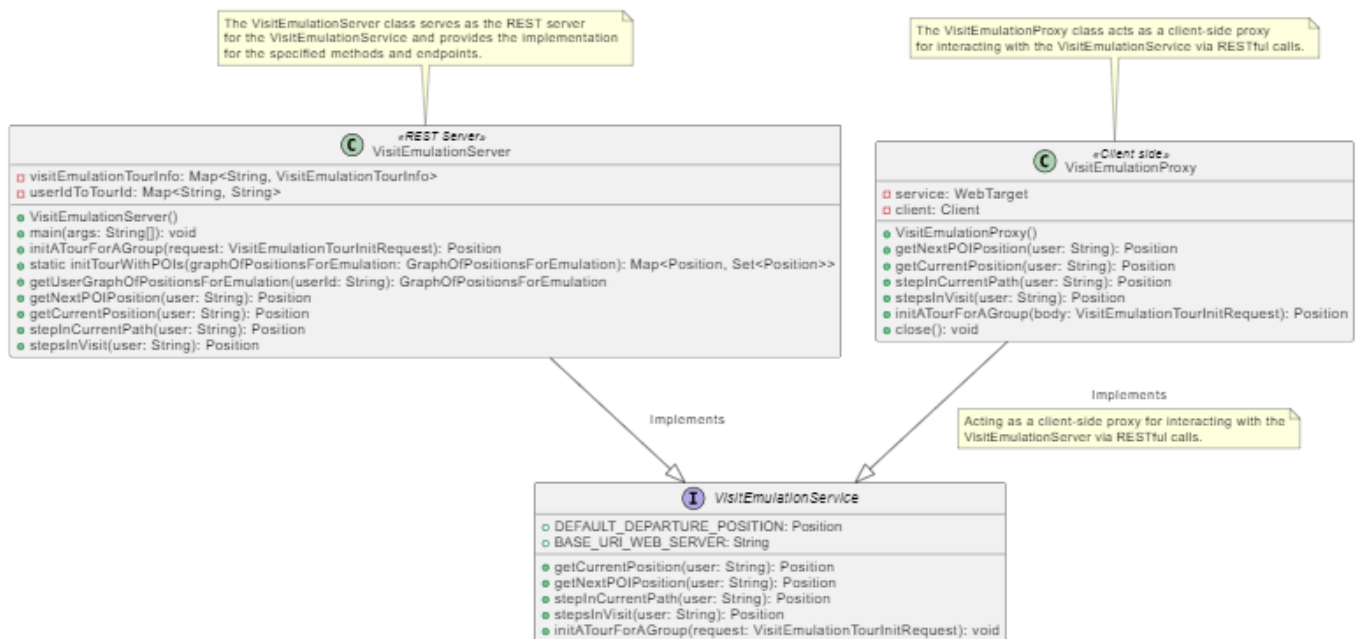 The VisitEmulationServer class serves as the REST server
for the VisitEmulationService and provides the implementation
for the specified methods and endpoints.
The VisitEmulationProxy class acts as a client-side proxy
for interacting with the VisitEmulationService via RESTful calls.
C
«REST Server»
VisitEmulationServer
visitEmulationTourInfo: Map<String, VisitEmulationTourInfo>
userIdToTourId: Map<String, String>
VisitEmulationServer()
main(args: String[]): void
initATourForAGroup(request: VisitEmulationTourInitRequest): Position
static initTourWithPOIs(graphOfPositionsForEmulation: GraphOfPositionsForEmulation): Map<Position, Set<Position>>
getUserGraphOfPositionsForEmulation(userId: String): GraphOfPositionsForEmulation
getNextPOIPosition(user: String): Position
getCurrentPosition(user: String): Position
stepInCurrentPath(user: String): Position
stepsInVisit(user: String): Position
C
«Client side»
VisitEmulationProxy
service: WebTarget
client: Client
VisitEmulationProxy()
getNextPOIPosition(user: String): Position
getCurrentPosition(user: String): Position
stepInCurrentPath(user: String): Position
stepsInVisit(user: String): Position
initATourForAGroup(body: VisitEmulationTourInitRequest): Position
close(): void
Implements
Implements
Acting as a client-side proxy for interacting with the
VisitEmulationServer via RESTful calls.
I
VisitEmulationService
DEFAULT_DEPARTURE_POSITION: Position
BASE_URI_WEB_SERVER: String
getCurrentPosition(user: String): Position
getNextPOIPosition(user: String): Position
stepInCurrentPath(user: String): Position
stepsInVisit(user: String): Position
initATourForAGroup(request: VisitEmulationTourInitRequest): void